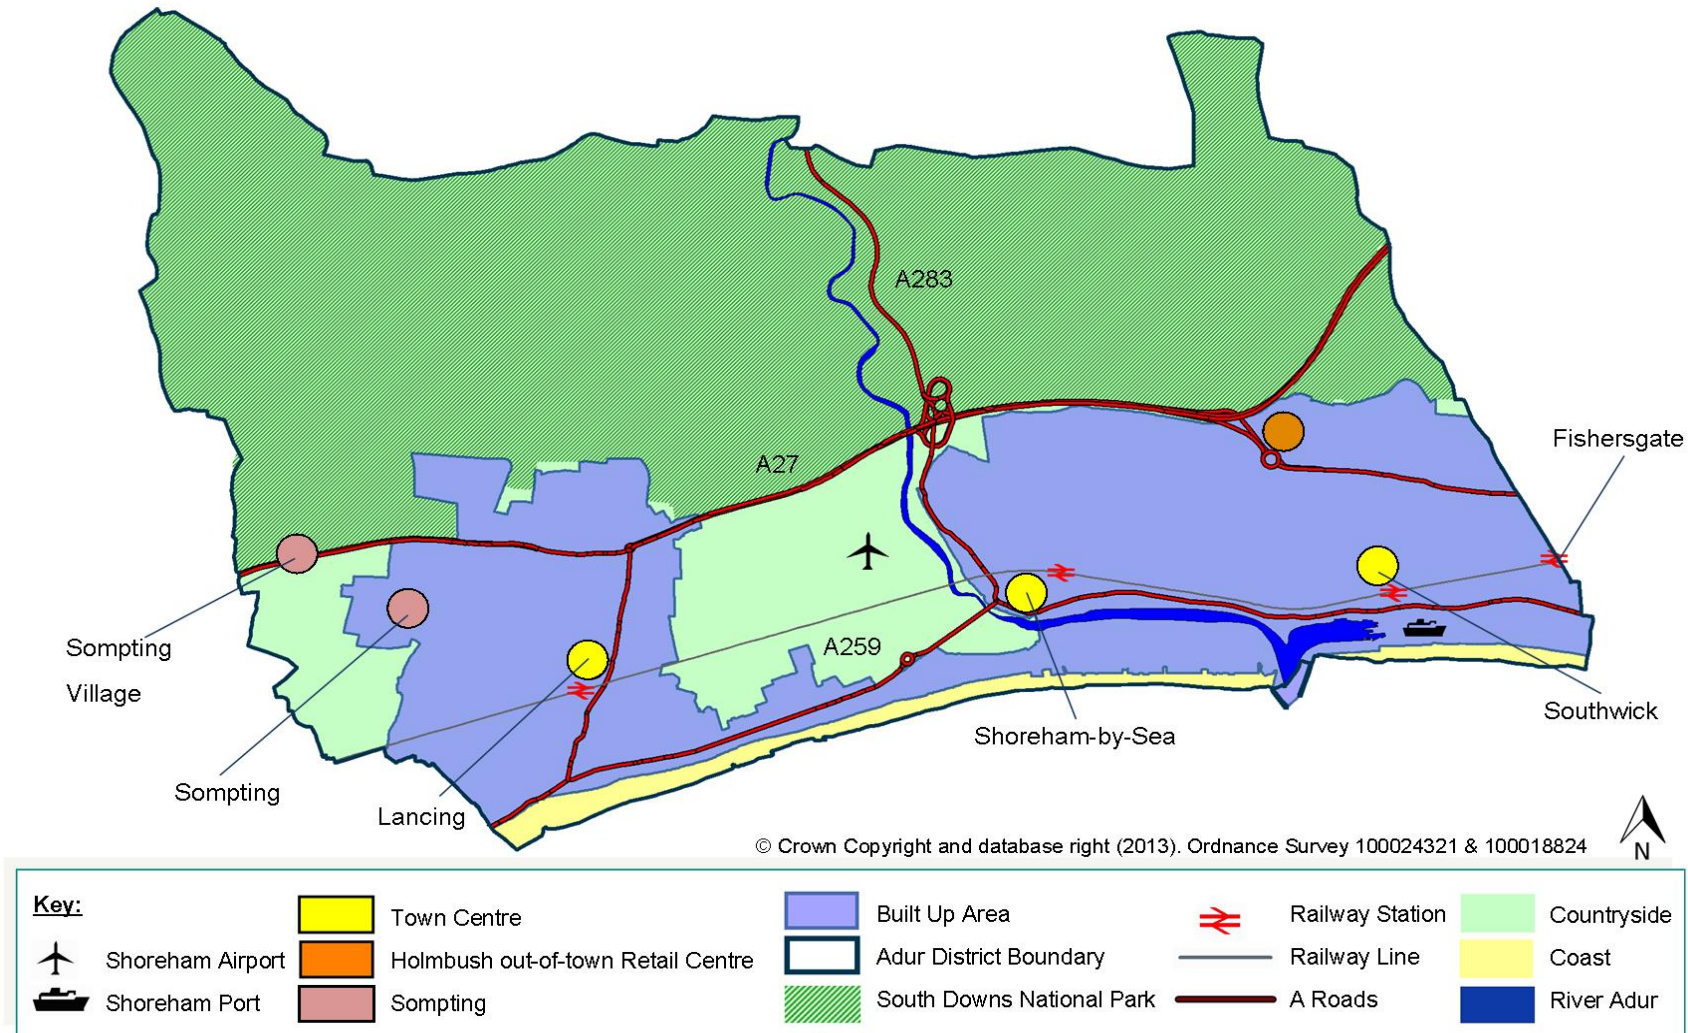 A283
A27
Fishersgate
Sompting
Village
A259
Southwick
Shoreham-by-Sea
Sompting
Lancing
© Crown Copyright and database right (2013). Ordnance Survey 100024321 & 100018824
N
Key:
Town Centre
Built Up Area
Railway Station
Countryside
Shoreham Airport
Holmbush out-of-town Retail Centre
Adur District Boundary
Railway Line
Coast
Shoreham Port
Sompting
South Downs National Park
A Roads
River Adur